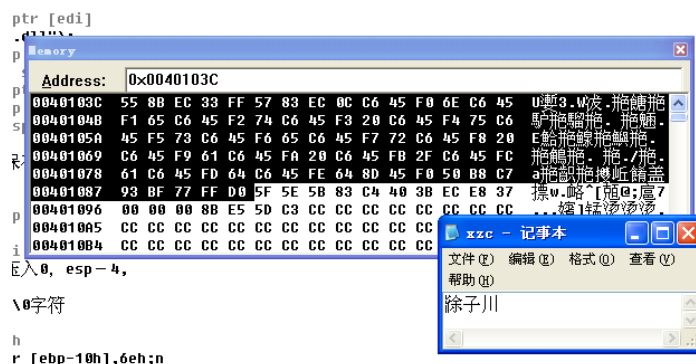 ptr [edi]
.dll");
Memory
Address: 0x0040103C
0040103C 55 8B EC 33 FF 57 83 EC 0C C6 45 F0 6E C6 45
0040104B F1 65 C6 45 F2 74 C6 45 F3 20 C6 45 F4 75 C6
0040105A 45 F5 73 C6 45 F6 65 C6 45 F7 72 C6 45 F8 20
00401069 C6 45 F9 61 C6 45 FA 20 C6 45 FB 2F C6 45 FC
00401078 61 C6 45 FD 64 C6 45 FE 64 8D 45 F0 50 B8 C7
00401087 93 BF 77 FF D0 5F 5E 5B 83 C4 40 3B EC E8 37
00401096 00 00 00 8B E5 5D C3 CC CC CC CC CC CC CC CC
004010A5 CC CC CC CC CC CC CC CC CC CC CC
004010B4 CC CC CC CC CC CC CC CC CC CC CC
压入0, esp-4,
\0字符
h
r [ebp-10h],6eh;n
xzc - 记事本
文件(F) 编辑(E) 格式(O) 查看(V)
帮助(H)
徐子川